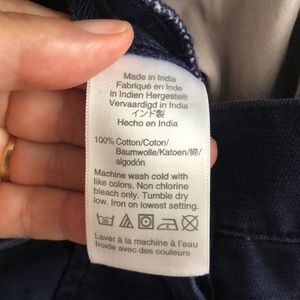 Made in India
Fabriqué en Inde
in Indien Hergestellt
Vervaardigd in India
インド製
Hecho en India
100% Cotton/Coton/
Baumwolle/Katoen/綿/
algodón
Machine wash cold with
like colors. Non chlorine
bleach only. Tumble dry
low. Iron on lowest setting.
Laver à la machine à l'eau
froide avec des couleurs